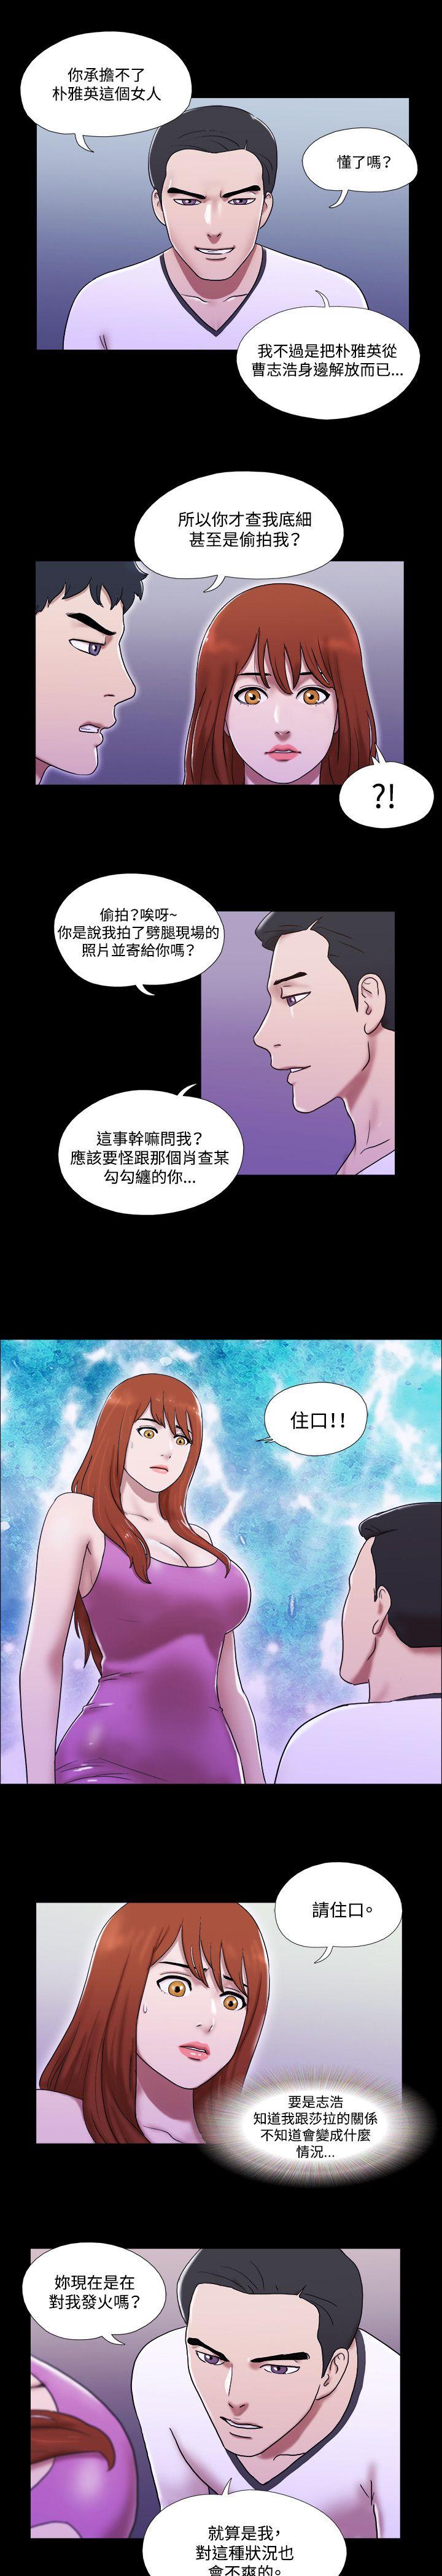 你承擔不了
朴雅英這個女人
懂了嗎？
我不過是把朴雅英從
曹志浩身邊解放而已...
所以你才查我底細
甚至是偷拍我？
?!
偷拍？唉呀~
你是說我拍了劈腿現場的
照片並寄給你嗎？
這事幹嘛問我？
應該要怪跟那個肖查某
勾勾纏的你...
住口！！
請住口。
要是志浩
知道我跟莎拉的關係
不知道會變成什麼
情況...
妳現在是在
對我發火嗎？
就算是我，
對這種狀況也
會不爽的。